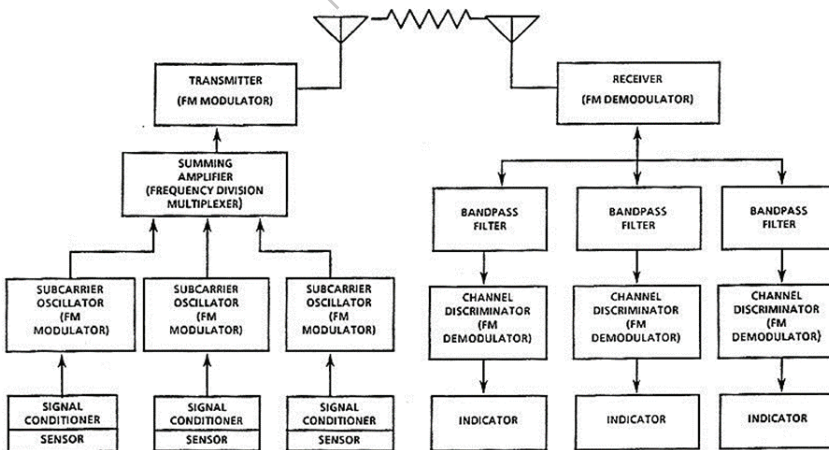 TRANSMITTER
(FM MODULATOR)
RECEIVER
(FM DEMODULATOR)
SUMMING
AMPLIFIER
(FREQUENCY DIVISION
MULTIPLEXER)
BANDPASS
FILTER
BANDPASS
FILTER
BANDPASS
FILTER
SUBCARRIER
OSCILLATOR
(FM
MODULATOR)
SUBCARRIER
OSCILLATOR
(FM
MODULATOR)
SUBCARRIER
OSCILLATOR
(FM
MODULATOR)
CHANNEL
DISCRIMINATOR
(FM
DEMODULATOR)
CHANNEL
DISCRIMINATOR
(FM
DEMODULATOR)
CHANNEL
DISCRIMINATOR
(FM
DEMODULATOR)
SIGNAL
CONDITIONER
SENSOR
SIGNAL
CONDITIONER
SENSOR
SIGNAL
CONDITIONER
SENSOR
INDICATOR
INDICATOR
INDICATOR